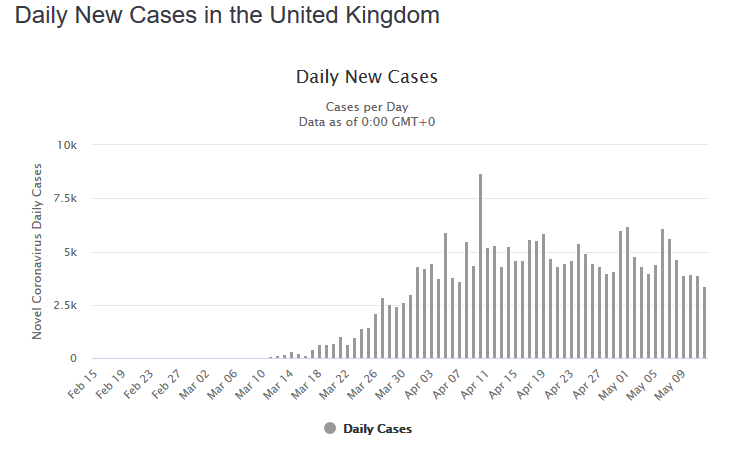 Daily New Cases in the United Kingdom
Daily New Cases
Cases per Day
Data as of 0:00 GMT+0
Novel Coronavirus Daily Cases
10k
7.5k
5k
2.5k
0
Feb 15
Feb 19
Feb 23
Feb 27
Mar 02
Mar 06
Mar 10
Mar 14
Mar 18
Mar 22
Mar 26
Mar 30
Apr 03
Apr 07
Apr 11
Apr 15
Apr 19
Apr 23
Apr 27
May 01
May 05
May 09
Daily Cases